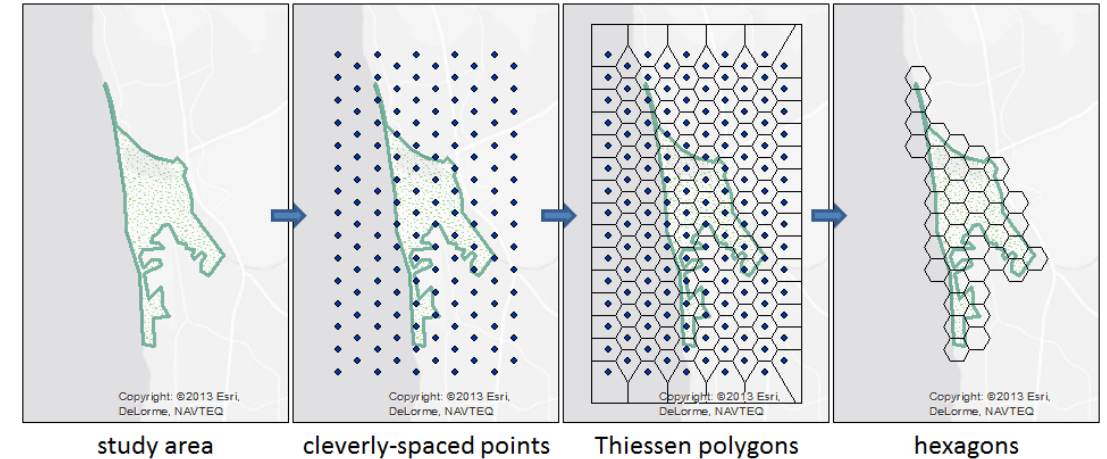 Copyright: ©2013 Esri,
DeLorme, NAVTEQ
Copyright: ©2013 Esri,
DeLorme, NAVTEQ
Copyright: ©2013 Esri,
DeLorme, NAVTEQ
Copyright: ©2013 Esri,
DeLorme, NAVTEQ
study area
cleverly-spaced points
Thiessen polygons
hexagons